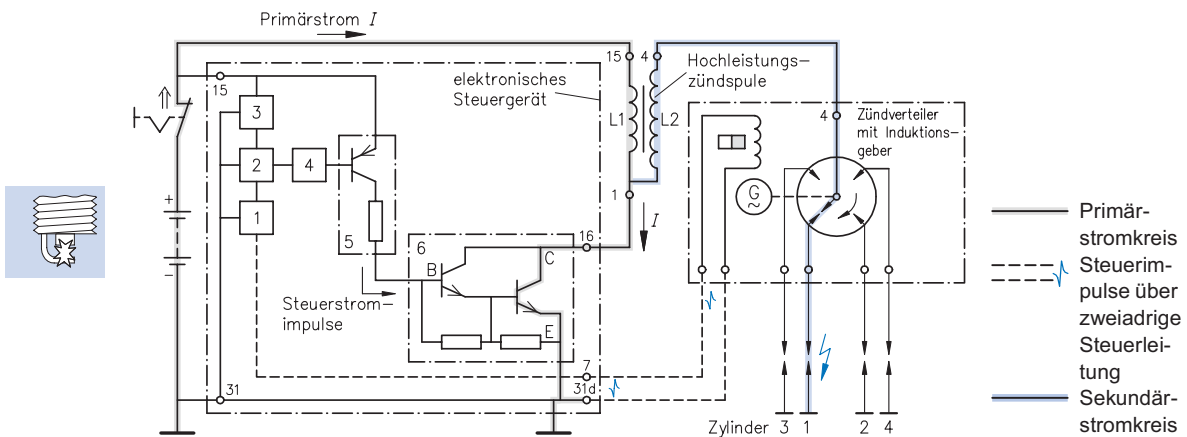 Primärstrom I
15
4
Hochleistungs-
zündspule
elektronisches
Steuergerät
15
3
L1
L2
4
Zündverteiler
mit Induktions-
geber
2
4
1
G
~
+
-
1
I
5
6
16
B
C
E
Steuerstrom-
impulse
7
31
31d
Zylinder 3 1 2 4
Primär-
stromkreis
Steuerim-
pulse über
zweiadrige
Steuerlei-
tung
Sekundär-
stromkreis